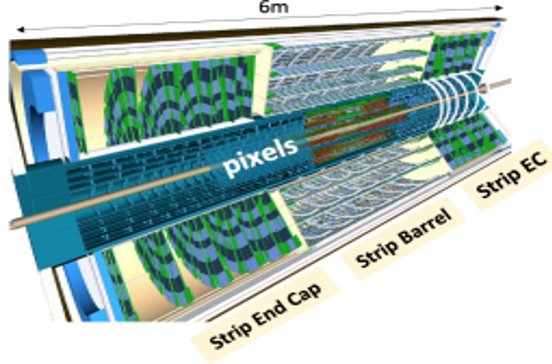 6m
pixels
Strip End Cap
Strip Barrel
Strip EC